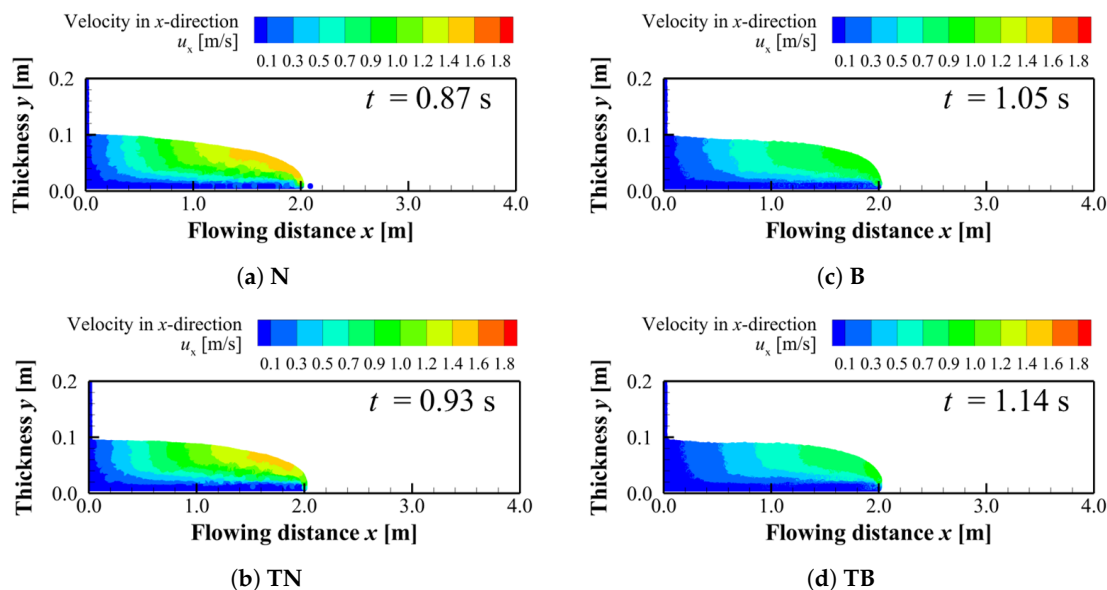 Velocity in x-direction
uₓ [m/s]
0.1 0.3 0.5 0.7 0.9 1.0 1.2 1.4 1.6 1.8
Thickness y [m]
0.2
0.1
0.0
t = 0.87 s
0.0 1.0 2.0 3.0 4.0
Flowing distance x [m]
(a) N
Velocity in x-direction
uₓ [m/s]
0.1 0.3 0.5 0.7 0.9 1.0 1.2 1.4 1.6 1.8
Thickness y [m]
0.2
0.1
0.0
t = 1.05 s
0.0 1.0 2.0 3.0 4.0
Flowing distance x [m]
(c) B
Velocity in x-direction
uₓ [m/s]
0.1 0.3 0.5 0.7 0.9 1.0 1.2 1.4 1.6 1.8
Thickness y [m]
0.2
0.1
0.0
t = 0.93 s
0.0 1.0 2.0 3.0 4.0
Flowing distance x [m]
(b) TN
Velocity in x-direction
uₓ [m/s]
0.1 0.3 0.5 0.7 0.9 1.0 1.2 1.4 1.6 1.8
Thickness y [m]
0.2
0.1
0.0
t = 1.14 s
0.0 1.0 2.0 3.0 4.0
Flowing distance x [m]
(d) TB